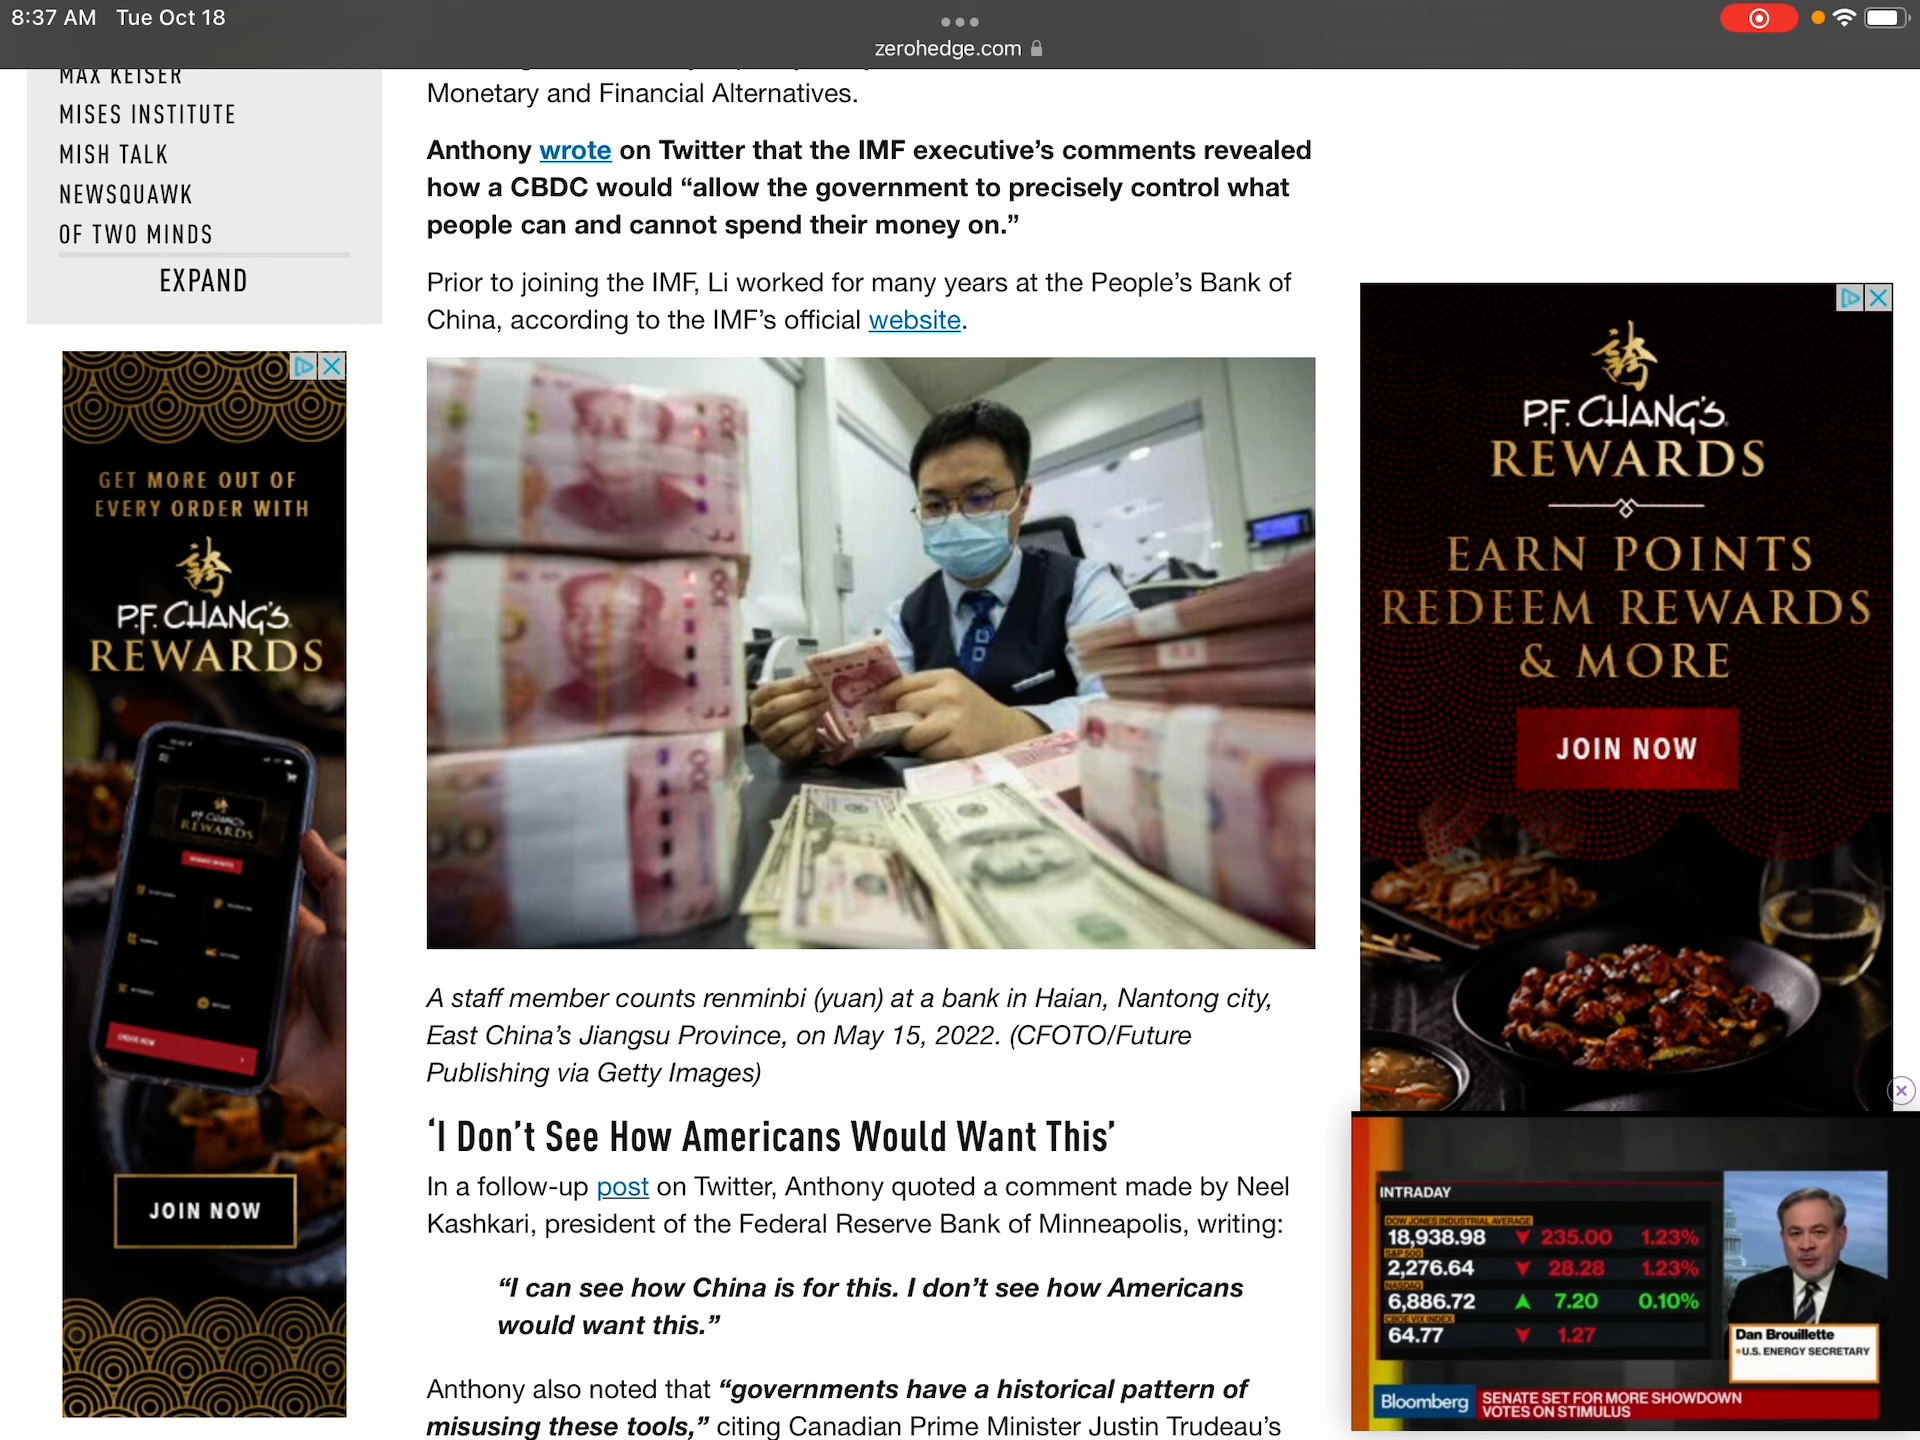 8:37 AM Tue Oct 18
zerohedge.com
MAX KEISER
MISES INSTITUTE
MISH TALK
NEWSQUAWK
OF TWO MINDS
EXPAND
GET MORE OUT OF
EVERY ORDER WITH
P.F. CHANG'S
REWARDS
JOIN NOW
Monetary and Financial Alternatives.
Anthony wrote on Twitter that the IMF executive’s comments revealed
how a CBDC would “allow the government to precisely control what
people can and cannot spend their money on.”
Prior to joining the IMF, Li worked for many years at the People’s Bank of
China, according to the IMF’s official website.
100
A staff member counts renminbi (yuan) at a bank in Haian, Nantong city,
East China’s Jiangsu Province, on May 15, 2022. (CFOTO/Future
Publishing via Getty Images)
‘I Don’t See How Americans Would Want This’
In a follow-up post on Twitter, Anthony quoted a comment made by Neel
Kashkari, president of the Federal Reserve Bank of Minneapolis, writing:
“I can see how China is for this. I don’t see how Americans
would want this.”
Anthony also noted that “governments have a historical pattern of
misusing these tools,” citing Canadian Prime Minister Justin Trudeau’s
P.F. CHANG'S
REWARDS
EARN POINTS
REDEEM REWARDS
& MORE
JOIN NOW
INTRADAY
DOW JONES INDUSTRIAL AVERAGE
18,938.98 ▼ 235.00 1.23%
S&P 500
2,276.64 ▼ 28.28 1.23%
NASDAQ
6,886.72 ▲ 7.20 0.10%
CBOE VIX INDEX
64.77 ▼ 1.27
Dan Brouillette
U.S. ENERGY SECRETARY
Bloomberg
SENATE SET FOR MORE SHOWDOWN
VOTES ON STIMULUS